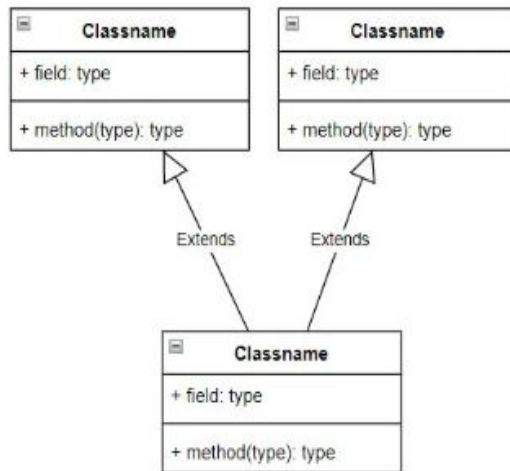 Classname
+ field: type
+ method(type): type
Classname
+ field: type
+ method(type): type
Extends
Extends
Classname
+ field: type
+ method(type): type